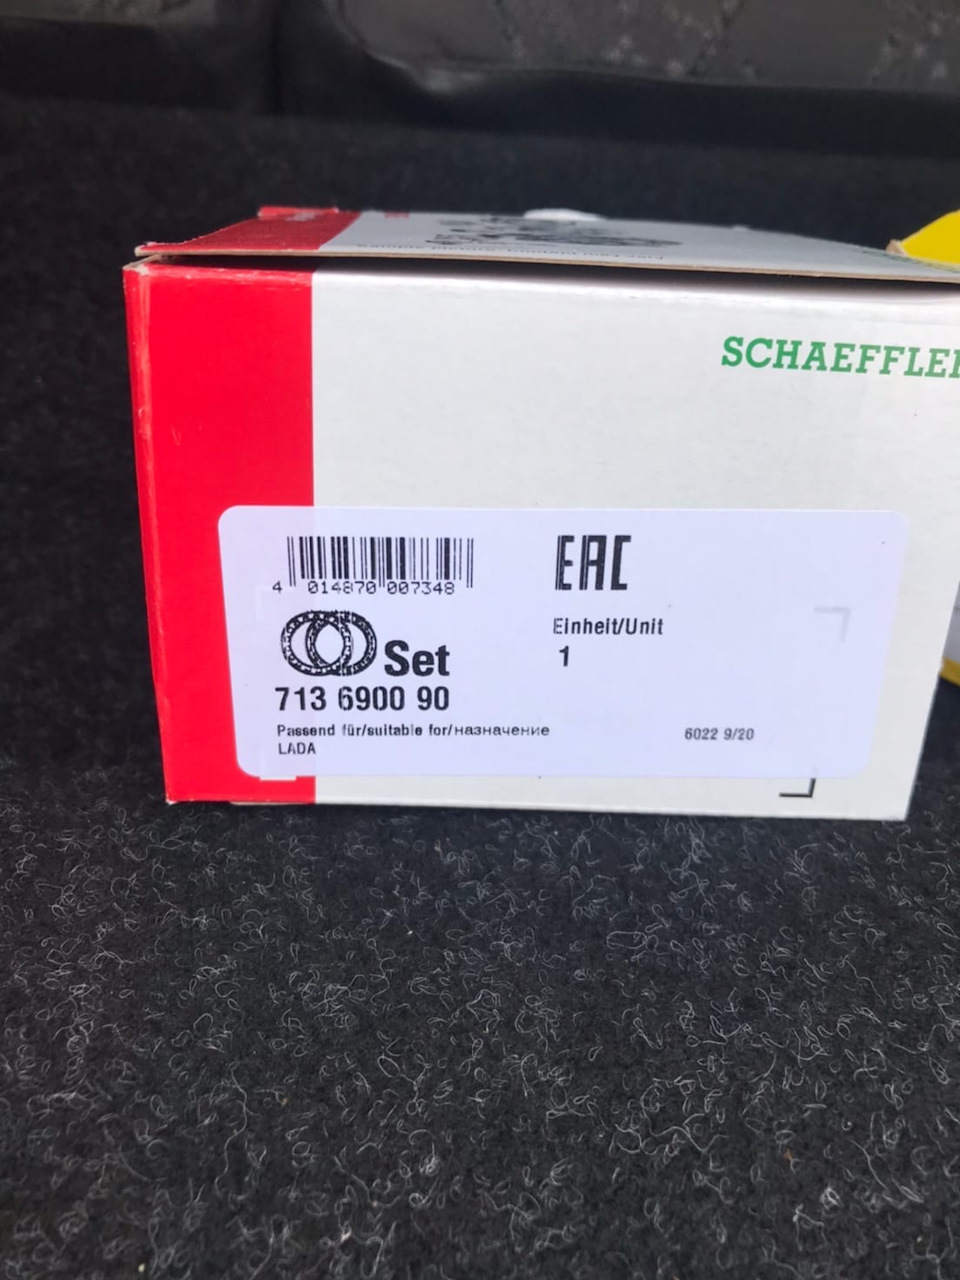 SCHAEFFLER
4 014870 007348
EAC
Einheit/Unit
1
Set
713 6900 90
Passend für/suitable for/назначение
LADA
6022 9/20